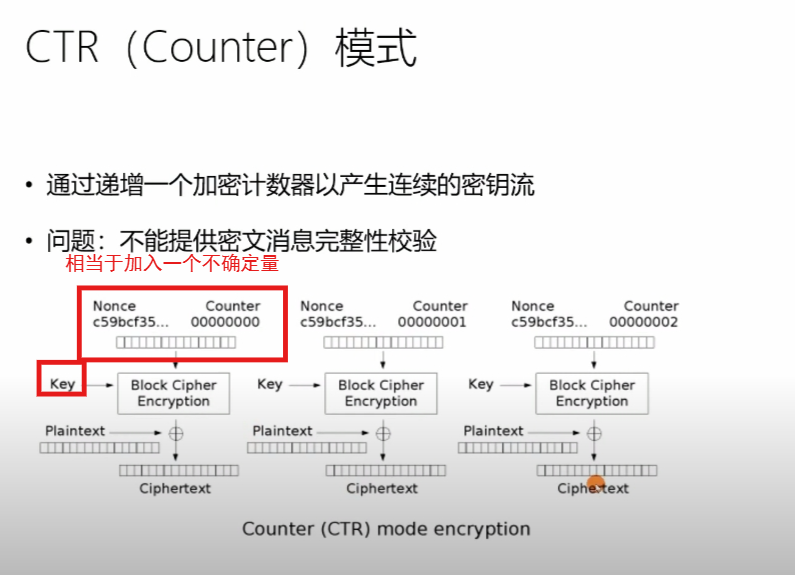 CTR（Counter）模式
• 通过递增一个加密计数器以产生连续的密钥流
• 问题：不能提供密文消息完整性校验
相当于加入一个不确定量
Nonce Counter Nonce Counter Nonce Counter
c59bcf35... 00000000 c59bcf35... 00000001 c59bcf35... 00000002
Key Block Cipher Encryption Key Block Cipher Encryption Key Block Cipher Encryption
Plaintext Plaintext Plaintext
Ciphertext Ciphertext Ciphertext
Counter (CTR) mode encryption